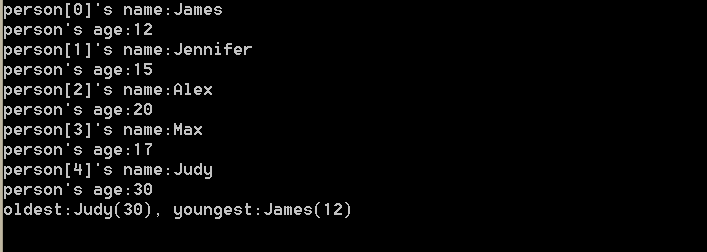 person[0]'s name:James
person's age:12
person[1]'s name:Jennifer
person's age:15
person[2]'s name:Alex
person's age:20
person[3]'s name:Max
person's age:17
person[4]'s name:Judy
person's age:30
oldest:Judy(30), youngest:James(12)